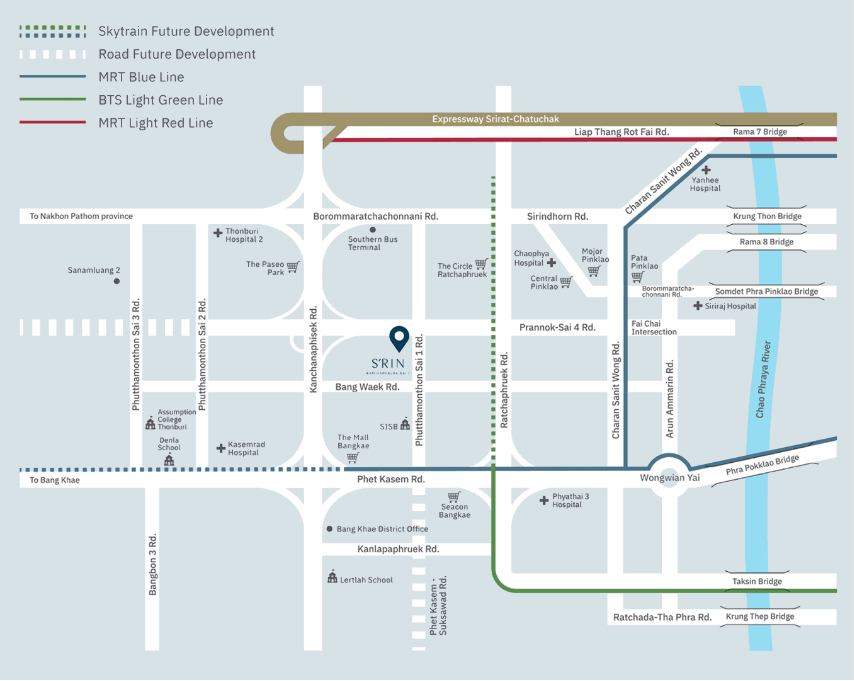 Skytrain Future Development
Road Future Development
MRT Blue Line
BTS Light Green Line
MRT Light Red Line
Expressway Srirat-Chatuchak
Liap Thang Rot Fai Rd.
Rama 7 Bridge
Charan Sanit Wong Rd.
Yanhee
Hospital
To Nakhon Pathom province
Borommaratchachonnani Rd.
Sirindhorn Rd.
Krung Thon Bridge
Thonburi
Hospital 2
Southern Bus
Terminal
Rama 8 Bridge
Sanamluang 2
The Paseo
Park
The Circle
Ratchaphruek
Chaophya
Hospital
Major
Pinklao
Central
Pinklao
Pata
Pinklao
Borommaratcha-
chonnani Rd.
Somdet Phra Pinklao Bridge
Siriraj Hospital
Phutthamonthon Sai 3 Rd.
Phutthamonthon Sai 2 Rd.
Kanchanaphisek Rd.
Phutthamonthon Sai 1 Rd.
Ratchaphruek Rd.
Charan Sanit Wong Rd.
Arun Ammarin Rd.
Chao Phraya River
Prannok-Sai 4 Rd.
Fai Chai
Intersection
S'RIN
Bang Waek Rd.
Assumption
College
Thonburi
Denla
School
Kasemrad
Hospital
SISB
The Mall
Bangkae
To Bang Khae
Phet Kasem Rd.
Wongwian Yai
Phra Pokklao Bridge
Seacon
Bangkae
Phyathai 3
Hospital
Bang Khae District Office
Kanlapaphruek Rd.
Bangbon 3 Rd.
Lertlah School
Phet Kasem -
Suksawad Rd.
Taksin Bridge
Ratchada-Tha Phra Rd.
Krung Thep Bridge